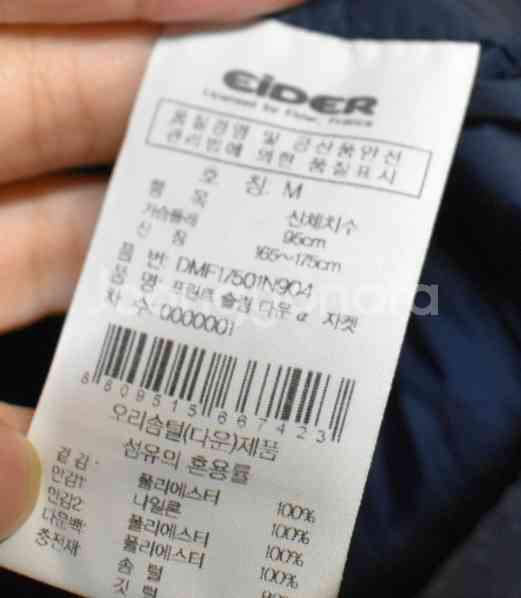 EIDER
Licensed by Eider, France
품질경영 및 공산품안전
관리법에 의한 품질표시
호 칭: M
항 목 신체치수
가슴둘레 95cm
신 장 165~175cm
품 번: DMF17501N904
품 명: 프란츠 슬림 다운 α 자켓
차 수: 0000001
8809515667423
오리솜털(다운)제품
섬유의 혼용률
겉감: 폴리에스터 100%
안감1: 나일론 100%
안감2: 폴리에스터 100%
다운백: 폴리에스터 100%
충전재: 솜 털
깃 털
Joonggonara